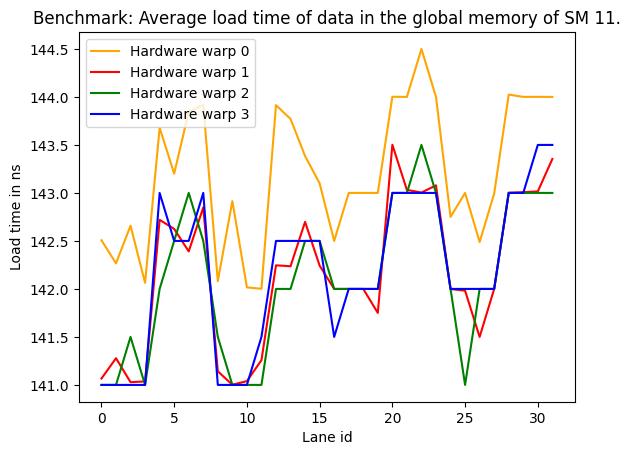 Benchmark: Average load time of data in the global memory of SM 11.
Hardware warp 0
Hardware warp 1
Hardware warp 2
Hardware warp 3
144.5
144.0
143.5
143.0
142.5
142.0
141.5
141.0
Load time in ns
0 5 10 15 20 25 30
Lane id